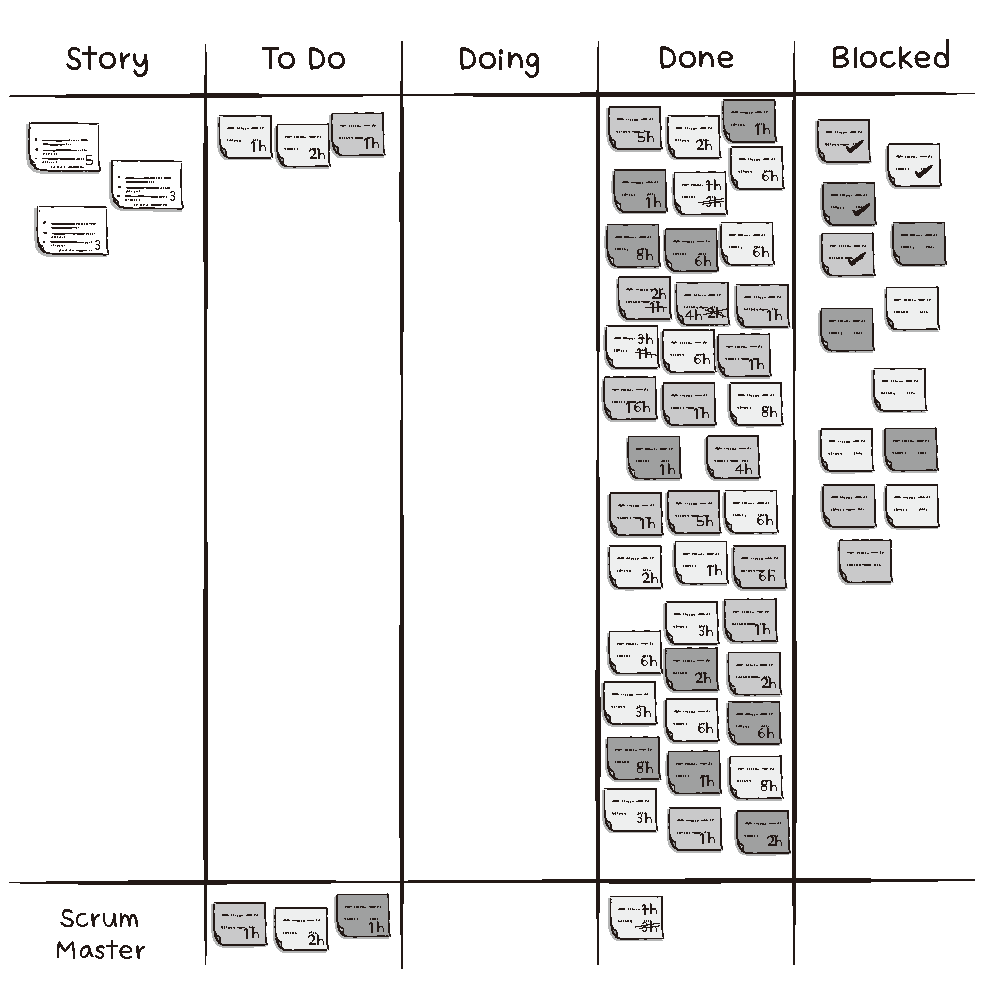 Story To Do Doing Done Blocked
5
3
3
1h 2h 1h
5h 2h 1h
6h
1h 1h 3h
8h 6h 6h
2h 1h 4h 2h 1h
3h 1h 6h 1h
16h 1h 8h
1h 4h
1h 5h 6h
2h 1h 6h
3h 1h
6h 2h 2h
3h 6h 6h
8h 1h 8h
3h 1h 2h
Scrum
Master
1h 2h 1h
1h